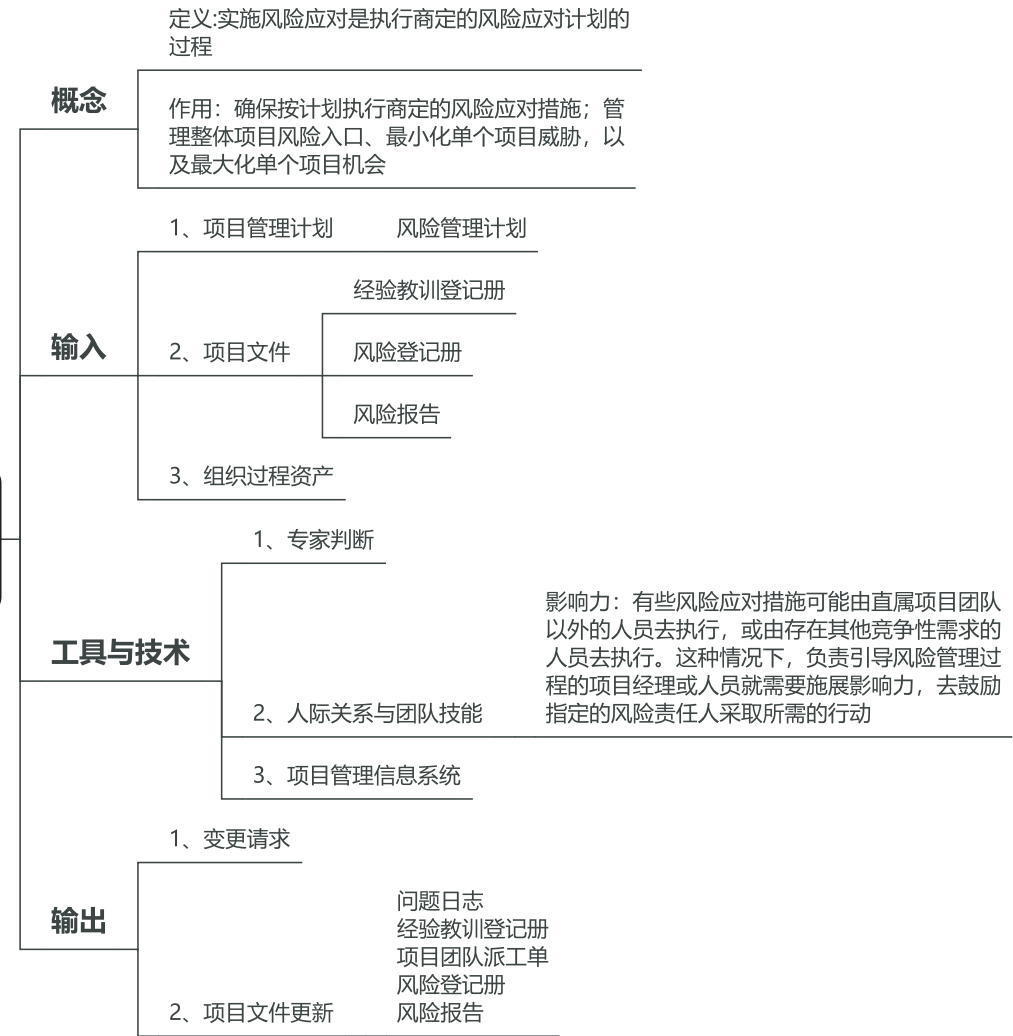 定义:实施风险应对是执行商定的风险应对计划的
过程
概念
作用：确保按计划执行商定的风险应对措施；管
理整体项目风险入口、最小化单个项目威胁，以
及最大化单个项目机会
1、项目管理计划 风险管理计划
经验教训登记册
输入
2、项目文件 风险登记册
风险报告
3、组织过程资产
1、专家判断
影响力：有些风险应对措施可能由直属项目团队
以外的人员去执行，或由存在其他竞争性需求的
工具与技术
人员去执行。这种情况下，负责引导风险管理过
程的项目经理或人员就需要施展影响力，去鼓励
2、人际关系与团队技能 指定的风险责任人采取所需的行动
3、项目管理信息系统
1、变更请求
输出
问题日志
经验教训登记册
项目团队派工单
风险登记册
2、项目文件更新 风险报告